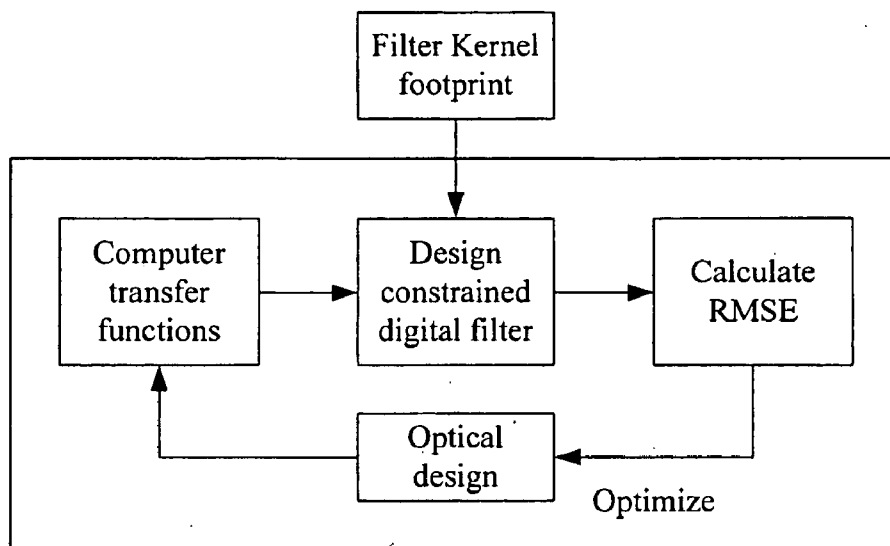 Filter Kernel
footprint
Computer
transfer
functions
Design
constrained
digital filter
Calculate
RMSE
Optical
design
Optimize